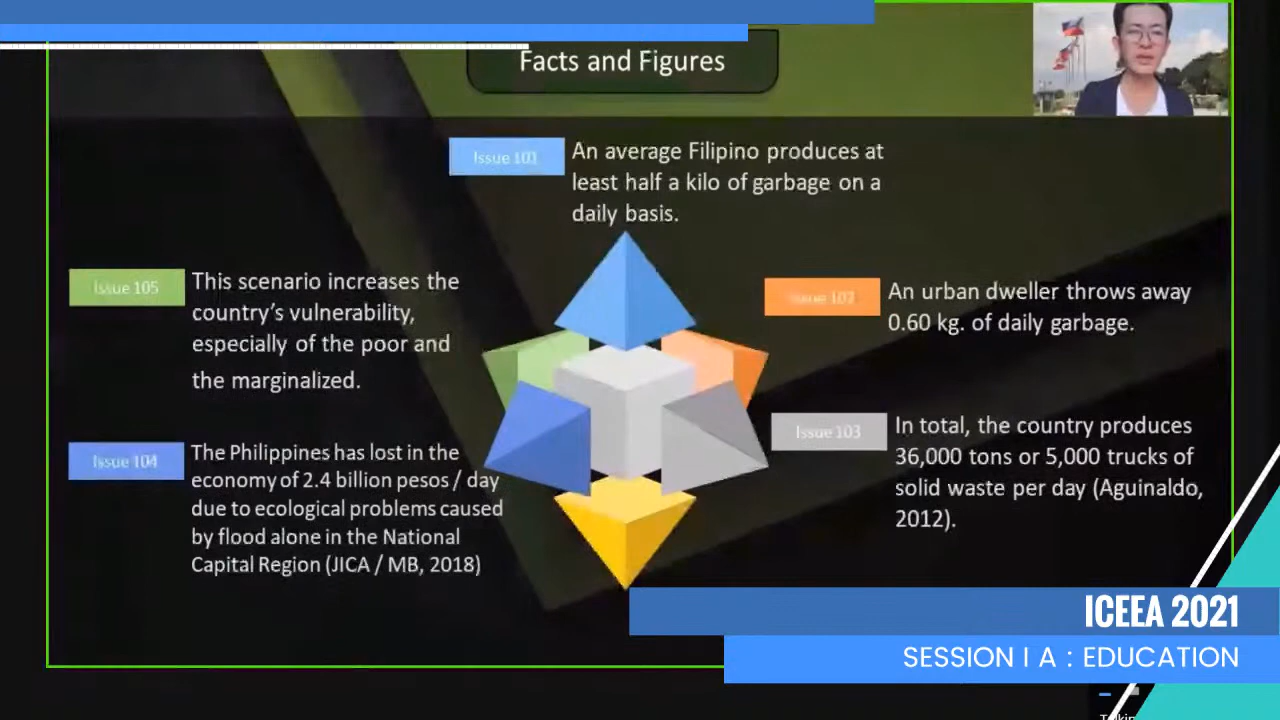 Facts and Figures
Issue 101
An average Filipino produces at
least half a kilo of garbage on a
daily basis.
Issue 105
This scenario increases the
country's vulnerability,
especially of the poor and
the marginalized.
Issue 102
An urban dweller throws away
0.60 kg. of daily garbage.
Issue 103
In total, the country produces
36,000 tons or 5,000 trucks of
solid waste per day (Aguinaldo,
2012).
Issue 104
The Philippines has lost in the
economy of 2.4 billion pesos / day
due to ecological problems caused
by flood alone in the National
Capital Region (JICA / MB, 2018)
ICEEA 2021
SESSION I A : EDUCATION